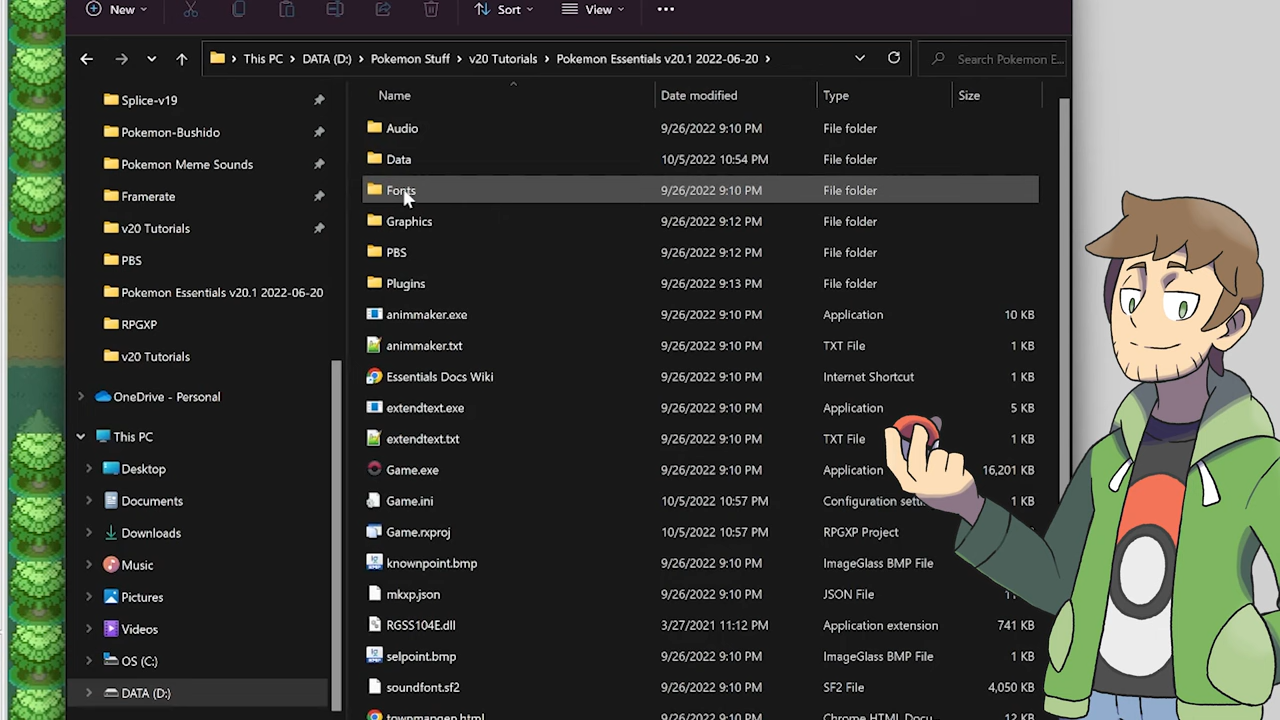 New
Sort
View
This PC > DATA (D:) > Pokemon Stuff > v20 Tutorials > Pokemon Essentials v20.1 2022-06-20 >
Search Pokemon E...
Name Date modified Type Size
Splice-v19
Pokemon-Bushido
Pokemon Meme Sounds
Framerate
v20 Tutorials
PBS
Pokemon Essentials v20.1 2022-06-20
RPGXP
v20 Tutorials
OneDrive - Personal
This PC
Desktop
Documents
Downloads
Music
Pictures
Videos
OS (C:)
DATA (D:)
Audio 9/26/2022 9:10 PM File folder
Data 10/5/2022 10:54 PM File folder
Fonts 9/26/2022 9:10 PM File folder
Graphics 9/26/2022 9:12 PM File folder
PBS 9/26/2022 9:12 PM File folder
Plugins 9/26/2022 9:13 PM File folder
animmaker.exe 9/26/2022 9:10 PM Application 10 KB
animmaker.txt 9/26/2022 9:10 PM TXT File 1 KB
Essentials Docs Wiki 9/26/2022 9:10 PM Internet Shortcut 1 KB
extendtext.exe 9/26/2022 9:10 PM Application 5 KB
extendtext.txt 9/26/2022 9:10 PM TXT File 1 KB
Game.exe 9/26/2022 9:10 PM Application 16,201 KB
Game.ini 10/5/2022 10:57 PM Configuration 1 KB
Game.rxproj 10/5/2022 10:57 PM RPGXP Project
knownpoint.bmp 9/26/2022 9:10 PM ImageGlass BMP File
mkxp.json 9/26/2022 9:10 PM JSON File
RGSS104E.dll 3/27/2021 11:12 PM Application extension 741 KB
selpoint.bmp 9/26/2022 9:10 PM ImageGlass BMP File
soundfont.sf2 9/26/2022 9:10 PM SF2 File 4,050 KB
townmapgen.html 9/26/2022 9:10 PM Chrome HTML Docu 12 KB